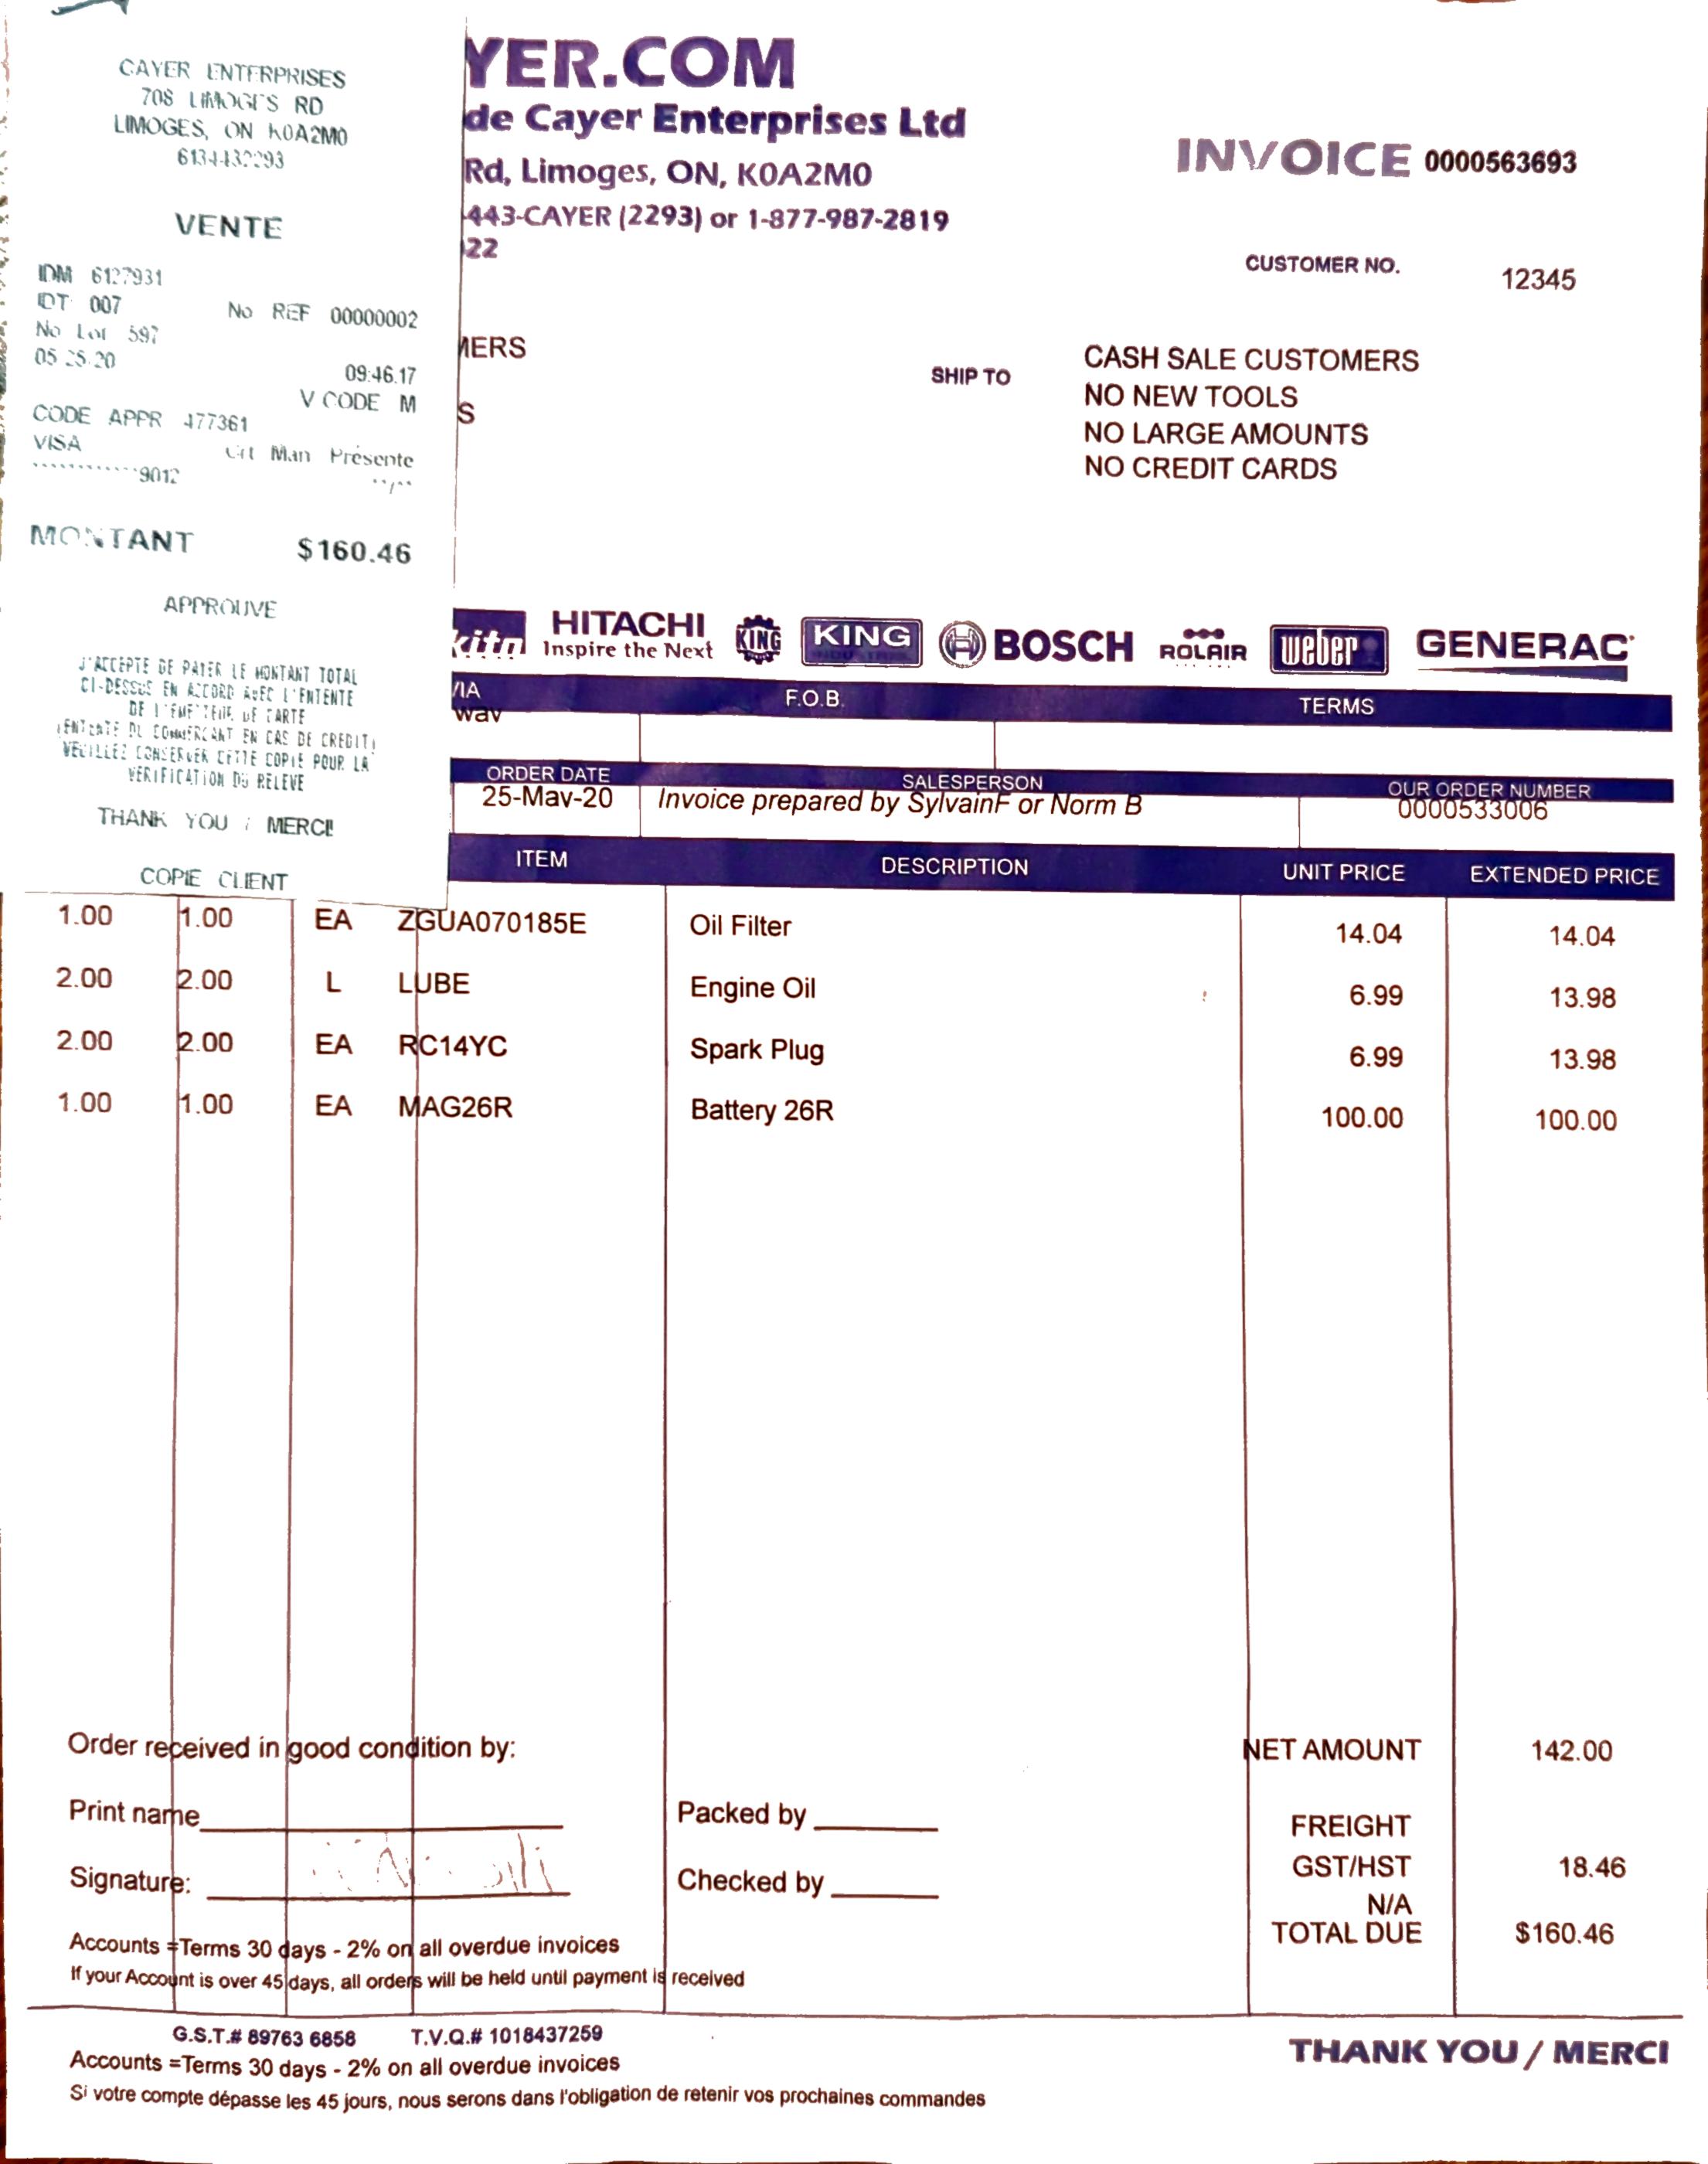 CAYER ENTERPRISES
708 LIMOGES RD
LIMOGES, ON K0A2M0
6134432293
VENTE
IDM 6127931
IDT 007
No REF 00000002
No Lot 597
05-25-20
09:46.17
V CODE M
CODE APPR 477361
VISA
Crt Man Présente
************9012
**/**
MONTANT $160.46
APPROUVE
J'ACCEPTE DE PAYER LE MONTANT TOTAL
CI-DESSUS EN ACCORD AVEC L'ENTENTE
DE L'EMETTEUR DE CARTE
(ENTENTE DU COMMERCANT EN CAS DE CREDIT)
VEUILLEZ CONSERVER CETTE COPIE POUR LA
VERIFICATION DU RELEVE
THANK YOU / MERCI!
COPIE CLIENT
YER.COM
de Cayer Enterprises Ltd
Rd, Limoges, ON, K0A2M0
443-CAYER (2293) or 1-877-987-2819
22
INVOICE 0000563693
CUSTOMER NO. 12345
MERS
S
SHIP TO
CASH SALE CUSTOMERS
NO NEW TOOLS
NO LARGE AMOUNTS
NO CREDIT CARDS
kita HITACHI Inspire the Next KING KING BOSCH ROLAIR weber GENERAC
VIA F.O.B. TERMS
way
ORDER DATE SALESPERSON OUR ORDER NUMBER
25-May-20 Invoice prepared by SylvainF or Norm B 0000533006
ITEM DESCRIPTION UNIT PRICE EXTENDED PRICE
1.00 1.00 EA ZGUA070185E Oil Filter 14.04 14.04
2.00 2.00 L LUBE Engine Oil 6.99 13.98
2.00 2.00 EA RC14YC Spark Plug 6.99 13.98
1.00 1.00 EA MAG26R Battery 26R 100.00 100.00
Order received in good condition by:
NET AMOUNT 142.00
Print name Packed by
FREIGHT
GST/HST 18.46
Signature: Checked by
N/A
TOTAL DUE $160.46
Accounts =Terms 30 days - 2% on all overdue invoices
If your Account is over 45 days, all orders will be held until payment is received
G.S.T.# 89763 6858 T.V.Q.# 1018437259
THANK YOU / MERCI
Accounts =Terms 30 days - 2% on all overdue invoices
Si votre compte dépasse les 45 jours, nous serons dans l'obligation de retenir vos prochaines commandes